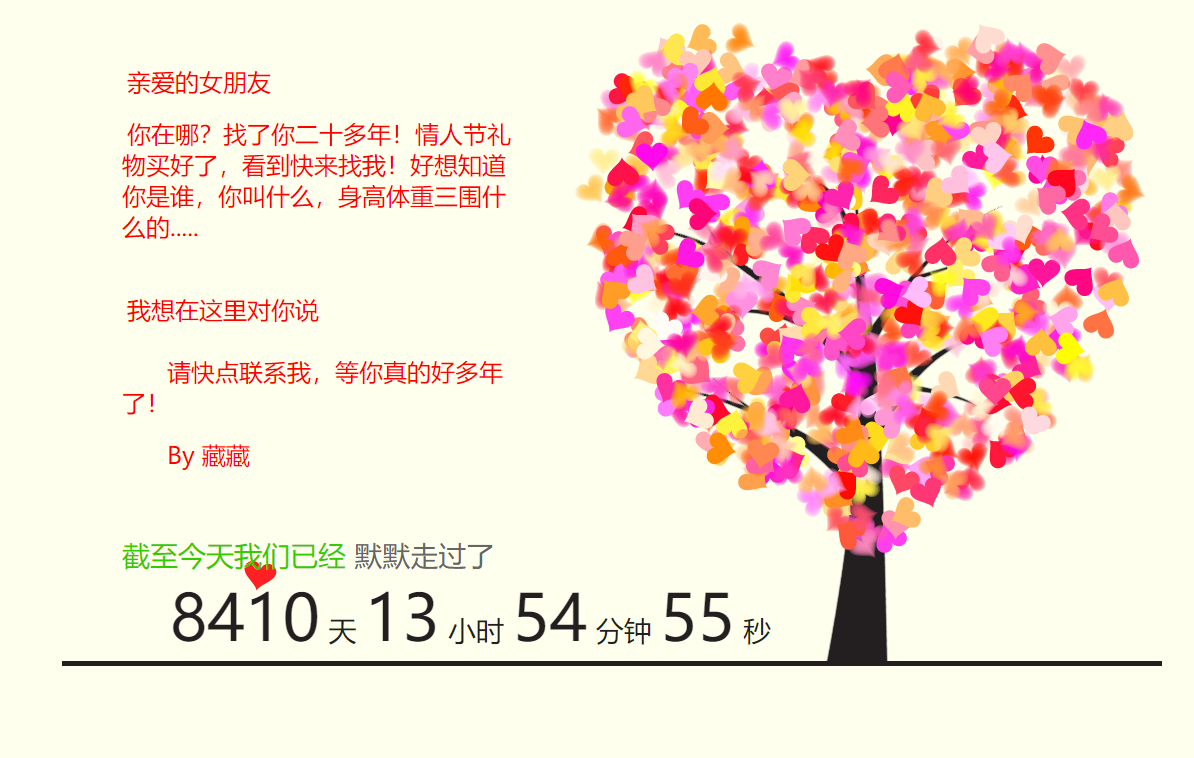 亲爱的女朋友
你在哪？找了你二十多年！情人节礼
物买好了，看到快来找我！好想知道
你是谁，你叫什么，身高体重三围什
么的.....
我想在这里对你说
请快点联系我，等你真的好多年
了！
By 藏藏
截至今天我们已经 默默走过了
8410 天 13 小时 54 分钟 55 秒